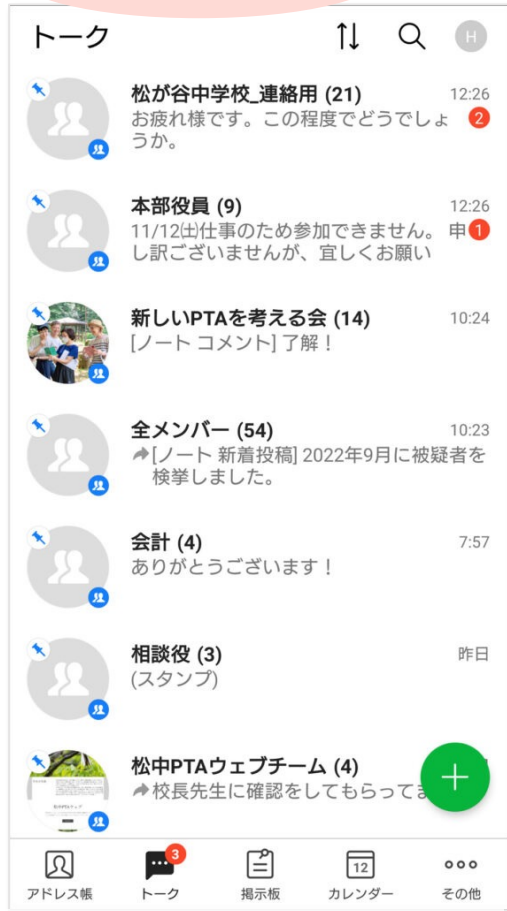 トーク
H
松が谷中学校_連絡用 (21)
12:26
お疲れ様です。この程度でどうでしょ
2
うか。
本部役員 (9)
12:26
11/12㈯仕事のため参加できません。申
1
し訳ございませんが、宜しくお願い
新しいPTAを考える会 (14)
10:24
[ノート コメント] 了解！
全メンバー (54)
10:23
[ノート 新着投稿] 2022年9月に被疑者を
検挙しました。
会計 (4)
7:57
ありがとうございます！
相談役 (3)
昨日
(スタンプ)
松中PTAウェブチーム (4)
校長先生に確認をしてもらってま
3
12
アドレス帳
トーク
掲示板
カレンダー
その他